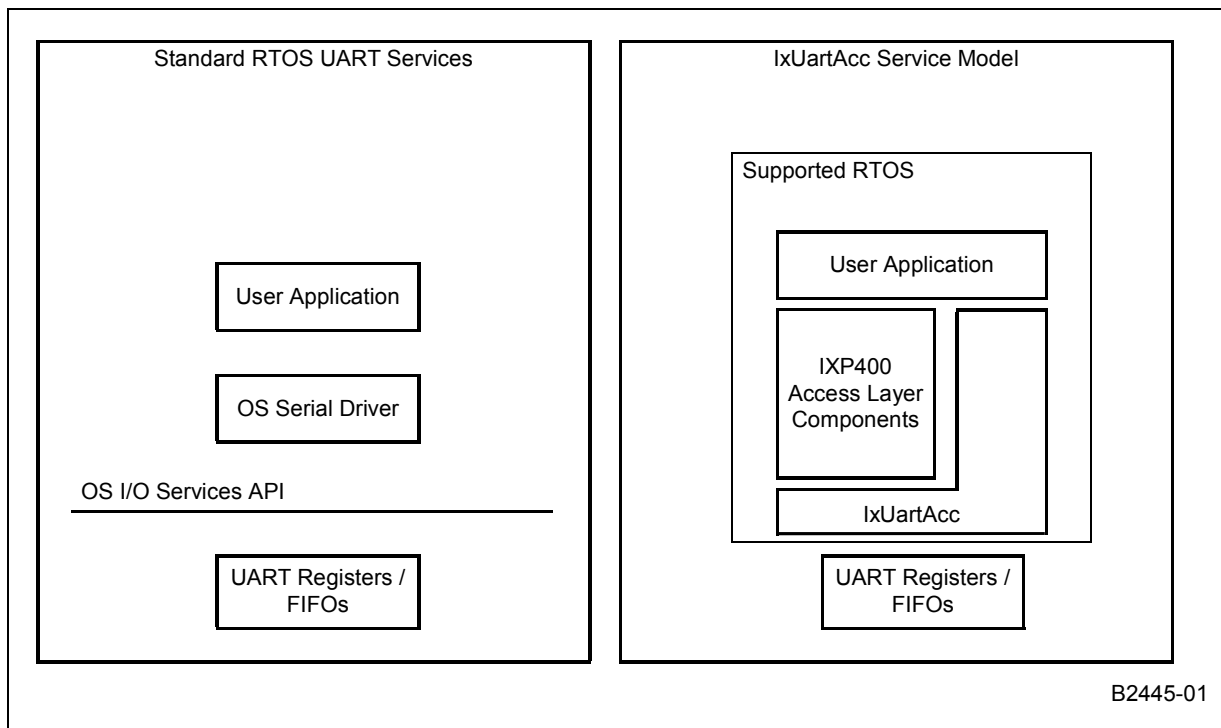 Standard RTOS UART Services
User Application
OS Serial Driver
OS I/O Services API
UART Registers /
FIFOs
IxUartAcc Service Model
Supported RTOS
User Application
IXP400
Access Layer
Components
IxUartAcc
UART Registers /
FIFOs
B2445-01